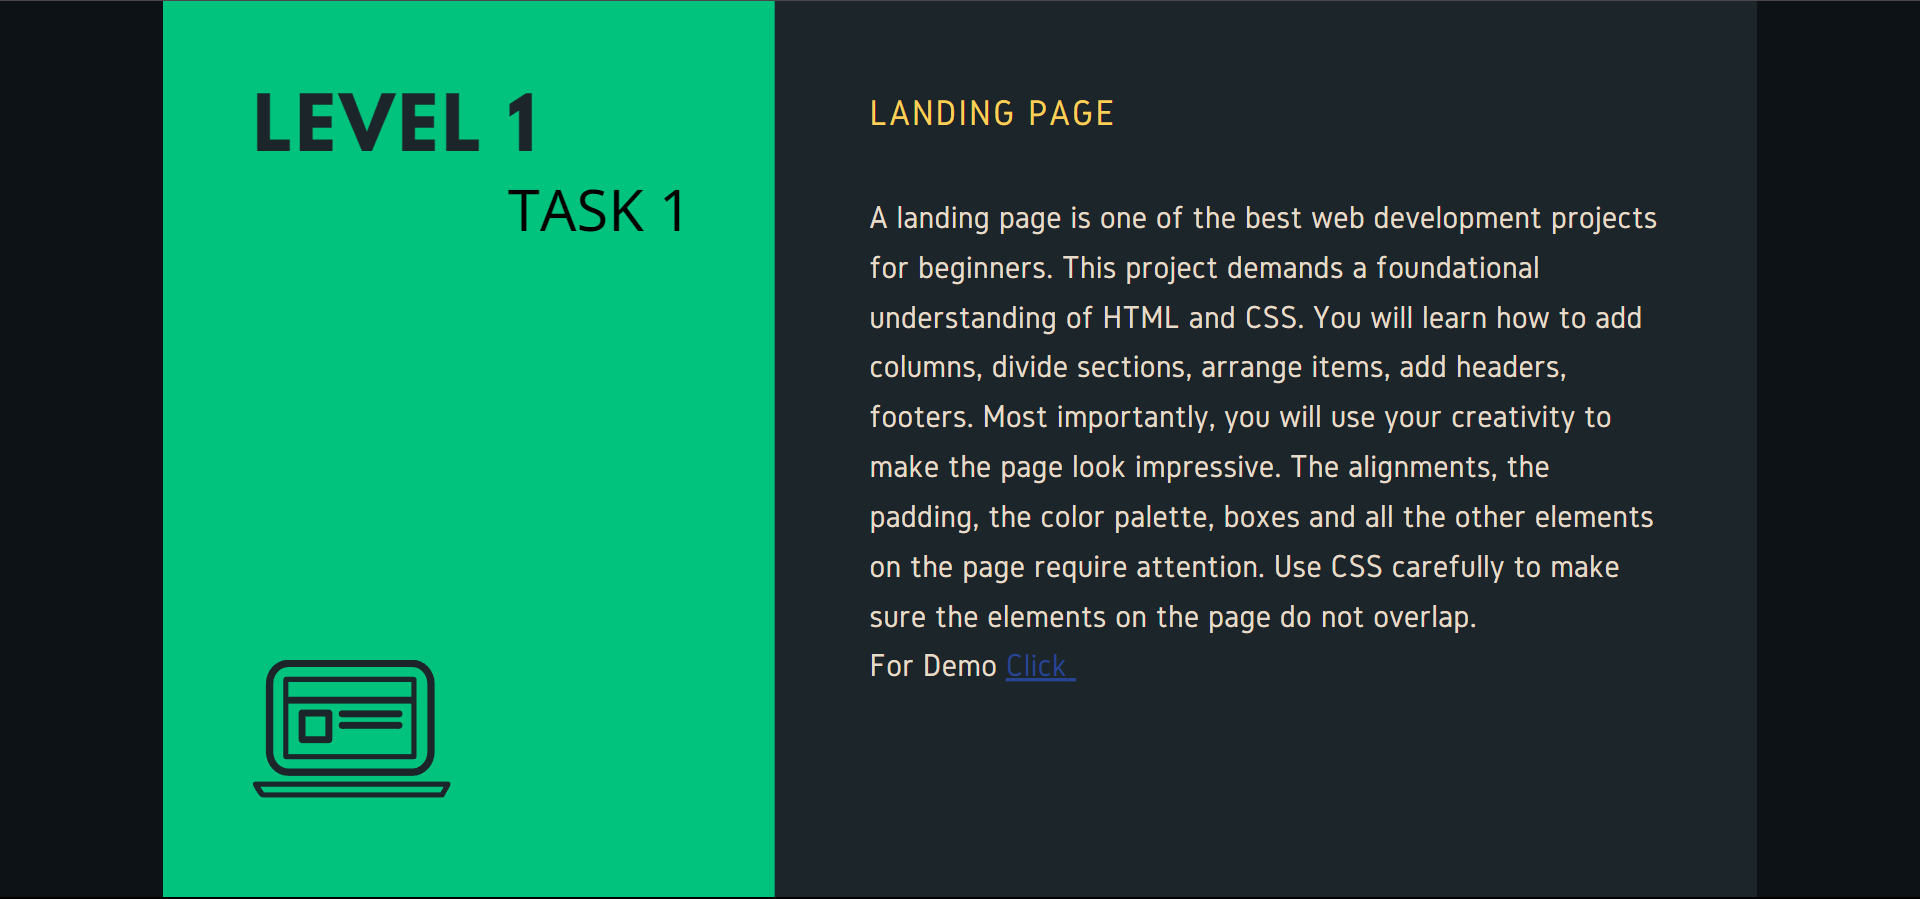 LEVEL 1
TASK 1
LANDING PAGE
A landing page is one of the best web development projects
for beginners. This project demands a foundational
understanding of HTML and CSS. You will learn how to add
columns, divide sections, arrange items, add headers,
footers. Most importantly, you will use your creativity to
make the page look impressive. The alignments, the
padding, the color palette, boxes and all the other elements
on the page require attention. Use CSS carefully to make
sure the elements on the page do not overlap.
For Demo Click